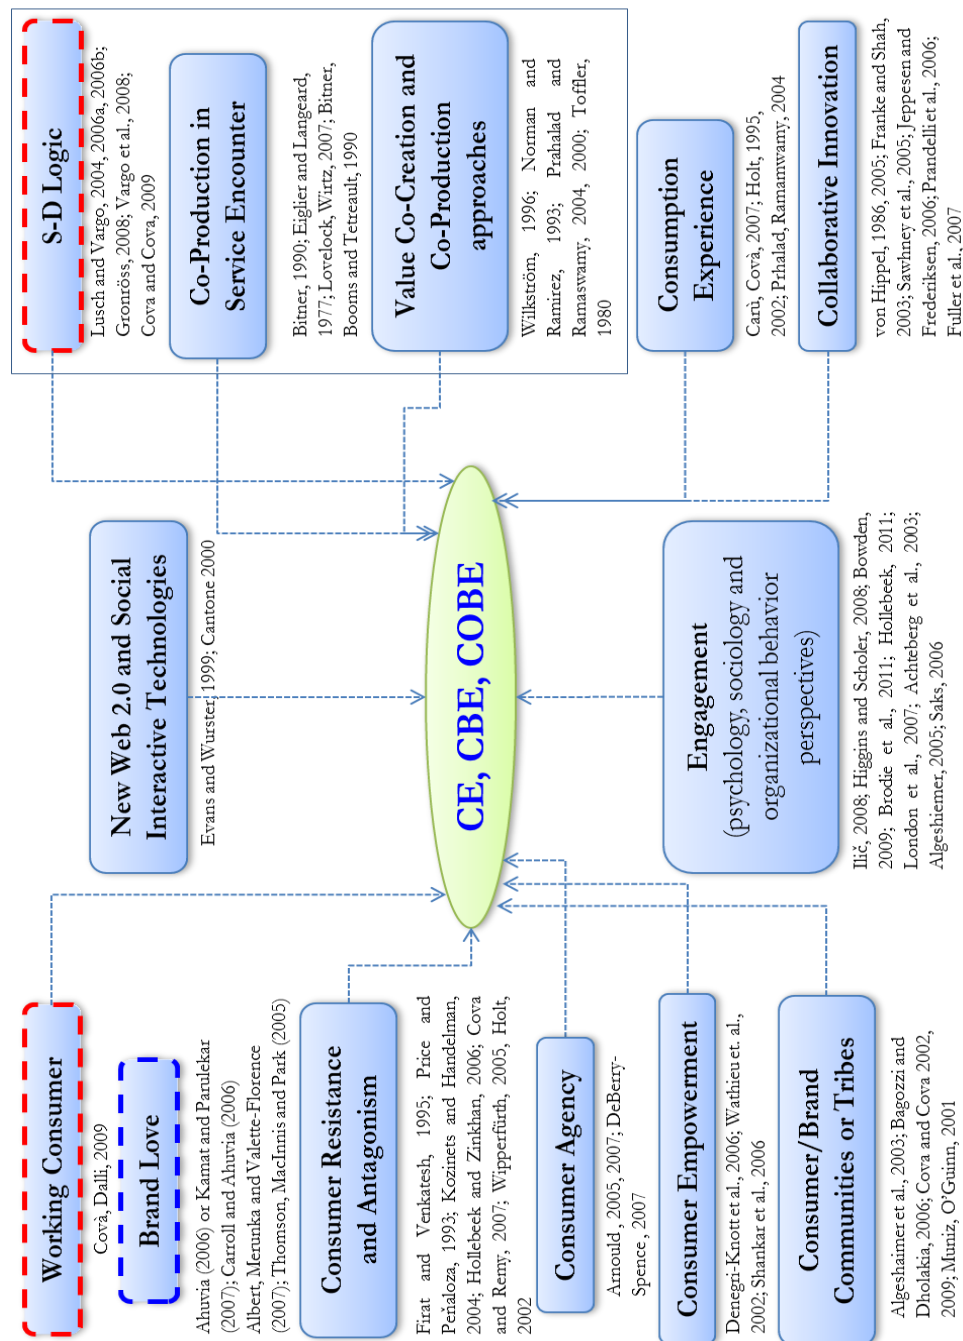 Working Consumer
Covà, Dalli, 2009
Brand Love
Ahuvia (2006) or Kamat and Parulekar
(2007); Carroll and Ahuvia (2006)
Albert, Merunka and Valette-Florence
(2007); Thomson, MacInnis and Park (2005)
Consumer Resistance
and Antagonism
Firat and Venkatesh, 1995; Price and
Peñaloza, 1993; Kozinets and Handelman,
2004; Hollebeek and Zinkhan, 2006; Cova
and Remy, 2007; Wipperfürth, 2005, Holt,
2002
Consumer Agency
Arnould , 2005, 2007; DeBerry-
Spence , 2007
Consumer Empowerment
Denegri-Knott et al., 2006; Wathieu et. al.,
2002; Shankar et al., 2006
Consumer/Brand
Communities or Tribes
Algesheimer et al., 2003; Bagozzi and
Dholakia, 2006; Cova and Cova 2002,
2009; Muniz, O'Guinn, 2001
New Web 2.0 and Social
Interactive Technologies
Evans and Wurster, 1999; Cantone 2000
CE, CBE, COBE
Engagement
(psychology, sociology and
organizational behavior
perspectives)
Ilič, 2008; Higgins and Scholer, 2008; Bowden,
2009; Brodie et al., 2011; Hollebeek, 2011;
London et al., 2007; Achteberg et al., 2003;
Algeshiemer, 2005; Saks, 2006
S-D Logic
Lusch and Vargo, 2004, 2006a, 2006b;
Gronröss, 2008; Vargo et al., 2008;
Cova and Cova, 2009
Co-Production in
Service Encounter
Bitner, 1990; Eiglier and Langeard,
1977; Lovelock, Wirtz, 2007; Bitner,
Booms and Tetreault, 1990
Value Co-Creation and
Co-Production
approaches
Wilkström, 1996; Norman and
Ramirez, 1993; Prahalad and
Ramaswamy, 2004, 2000; Toffler,
1980
Consumption
Experience
Carù, Covà, 2007; Holt, 1995,
2002; Prhalad, Ramamwamy, 2004
Collaborative Innovation
von Hippel, 1986, 2005; Franke and Shah,
2003; Sawhney et al., 2005; Jeppesen and
Frederiksen, 2006; Prandelli et al., 2006;
Fuller et al., 2007